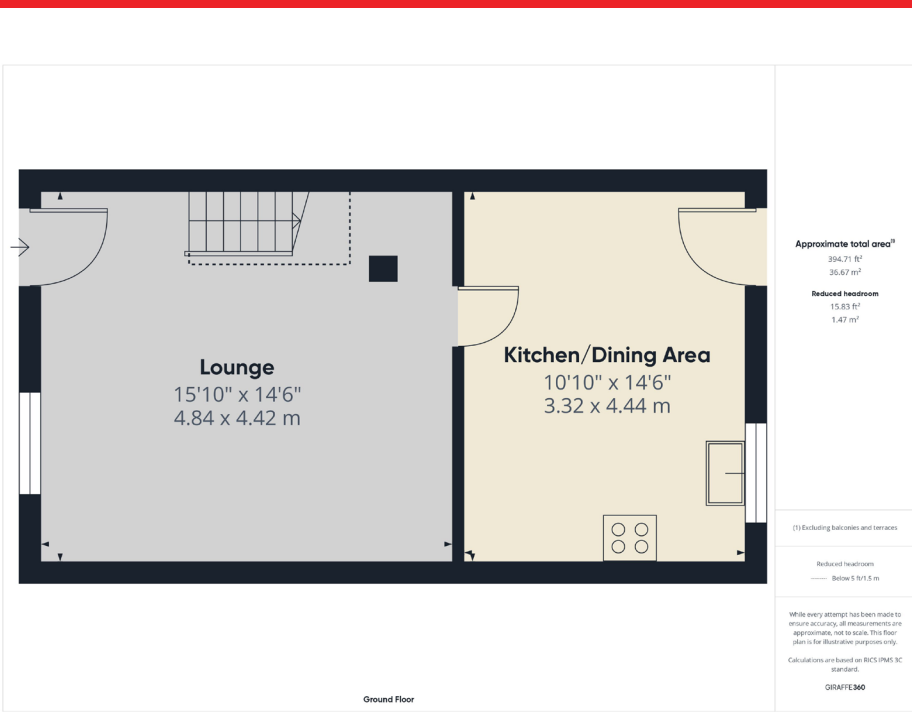 Lounge
15'10" x 14'6"
4.84 x 4.42 m
Kitchen/Dining Area
10'10" x 14'6"
3.32 x 4.44 m
Ground Floor
Approximate total area⁽¹⁾
394.71 ft²
36.67 m²
Reduced headroom
15.83 ft²
1.47 m²
(1) Excluding balconies and terraces
Reduced headroom
Below 5 ft/1.5 m
While every attempt has been made to
ensure accuracy, all measurements are
approximate, not to scale. This floor
plan is for illustrative purposes only.
Calculations are based on RICS IPMS 3C
standard.
GIRAFFE360